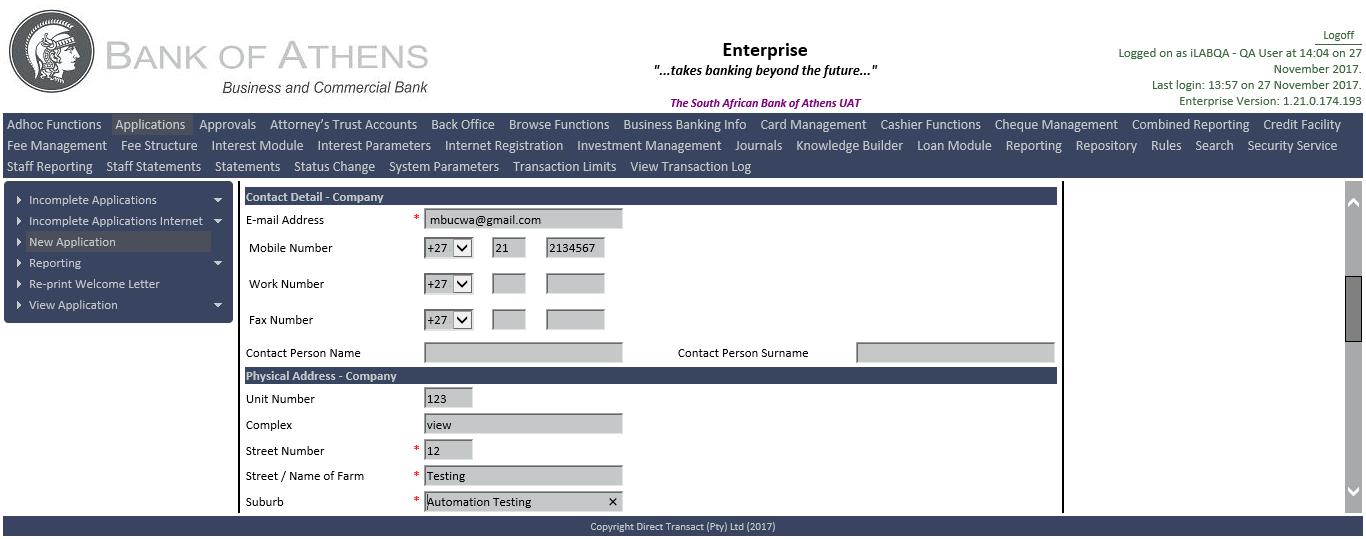 BANK OF ATHENS
Business and Commercial Bank
Enterprise
"...takes banking beyond the future..."
The South African Bank of Athens UAT
Logoff
Logged on as iLABQA - QA User at 14:04 on 27
November 2017.
Last login: 13:57 on 27 November 2017.
Enterprise Version: 1.21.0.174.193
Adhoc Functions Applications Approvals Attorney's Trust Accounts Back Office Browse Functions Business Banking Info Card Management Cashier Functions Cheque Management Combined Reporting Credit Facility
Fee Management Fee Structure Interest Module Interest Parameters Internet Registration Investment Management Journals Knowledge Builder Loan Module Reporting Repository Rules Search Security Service
Staff Reporting Staff Statements Statements Status Change System Parameters Transaction Limits View Transaction Log
Incomplete Applications
Incomplete Applications Internet
New Application
Reporting
Re-print Welcome Letter
View Application
Contact Detail - Company
E-mail Address * mbucwa@gmail.com
Mobile Number +27 21 2134567
Work Number +27
Fax Number +27
Contact Person Name Contact Person Surname
Physical Address - Company
Unit Number 123
Complex view
Street Number * 12
Street / Name of Farm * Testing
Suburb * Automation Testing ×
Copyright Direct Transact (Pty) Ltd (2017)